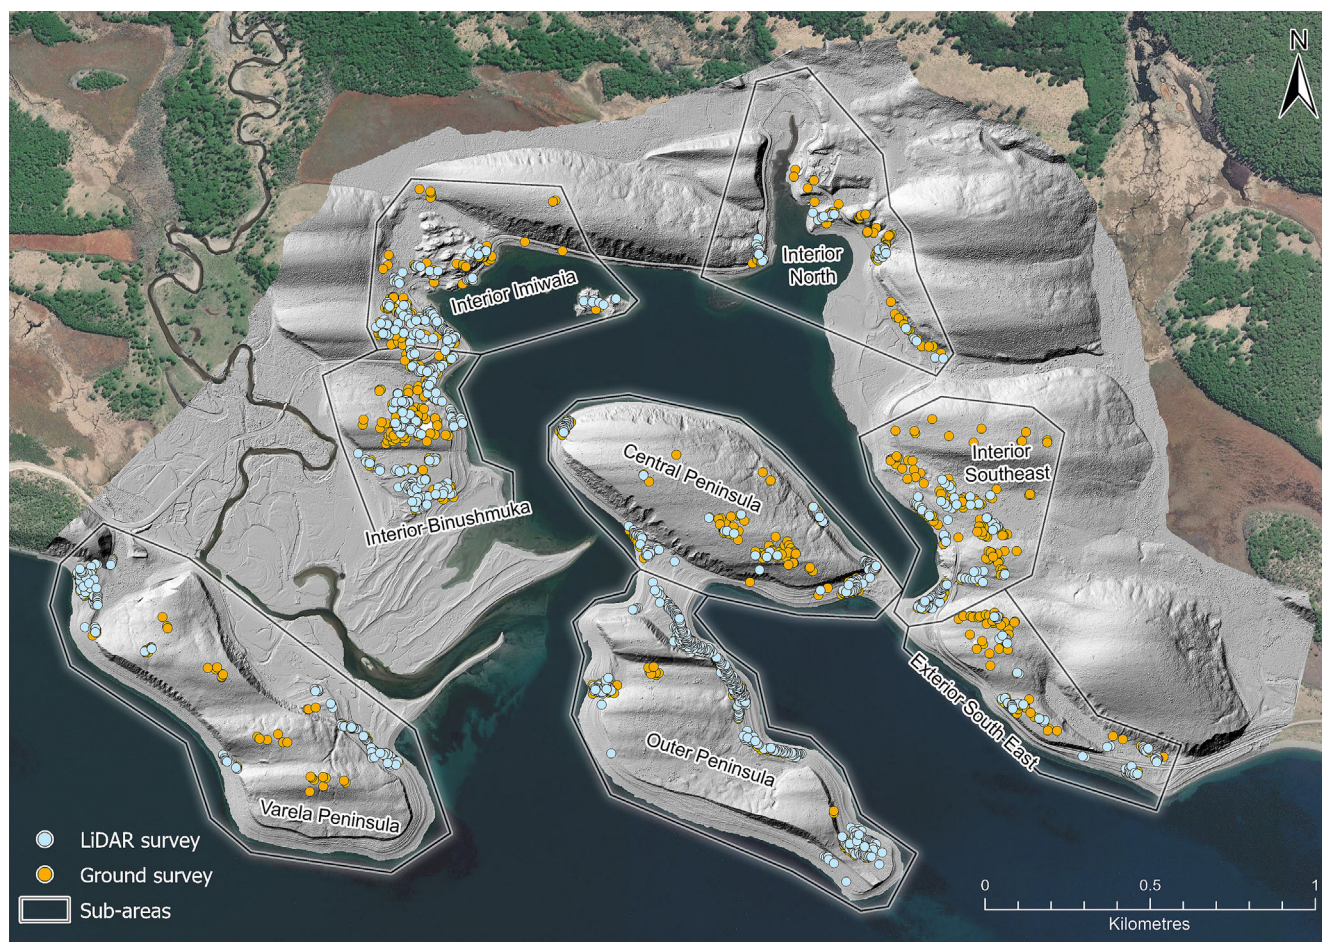 N
Interior
North
Interior Imiwaia
Central Peninsula
Interior
Southeast
Interior Binushmuka
Exterior South East
Outer Peninsula
Varela Peninsula
LiDAR survey
Ground survey
Sub-areas
0 0.5 1
Kilometres